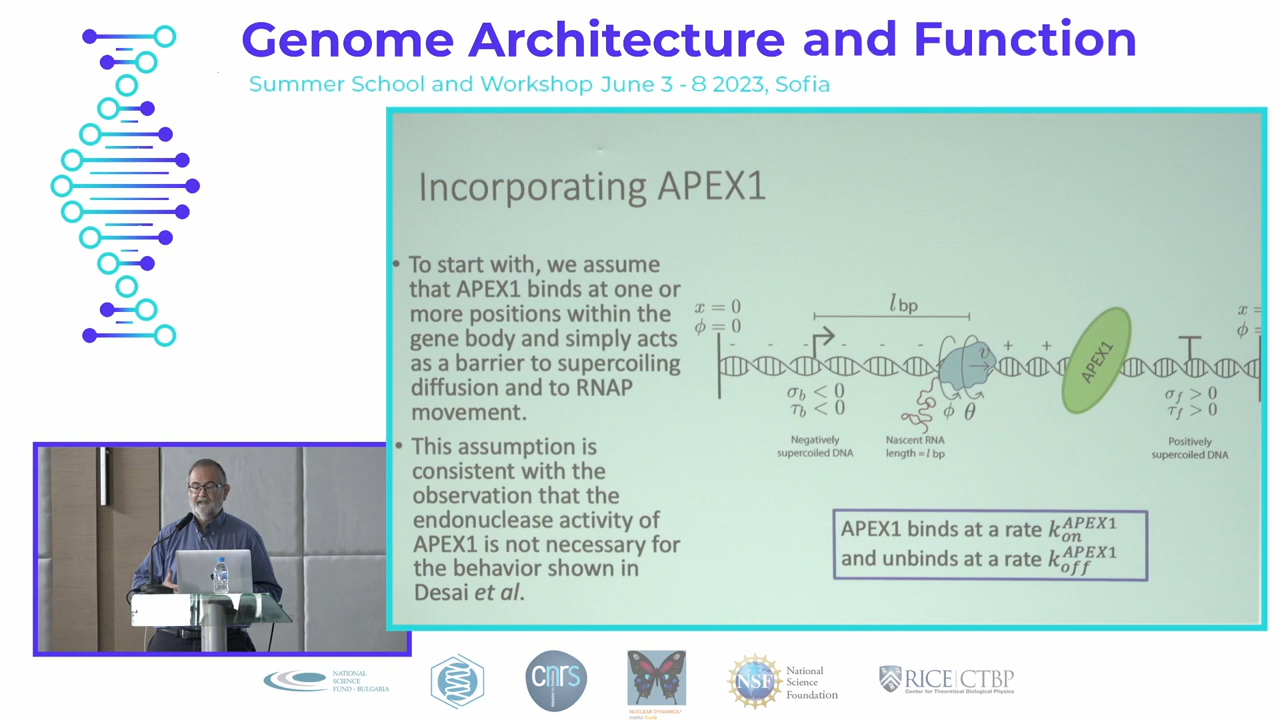 Genome Architecture and Function
Summer School and Workshop June 3 - 8 2023, Sofia
Incorporating APEX1
• To start with, we assume
that APEX1 binds at one or
more positions within the
gene body and simply acts
as a barrier to supercoiling
diffusion and to RNAP
movement.
• This assumption is
consistent with the
observation that the
endonuclease activity of
APEX1 is not necessary for
the behavior shown in
Desai et al.
l bp
x = 0
ϕ = 0
x =
ϕ =
- - - - - - + +
v
APEX1
σb < 0
τb < 0
ϕ θ
σf > 0
τf > 0
Negatively
supercoiled DNA
Nascent RNA
length = l bp
Positively
supercoiled DNA
APEX1 binds at a rate k_on^APEX1
and unbinds at a rate k_off^APEX1
NATIONAL
SCIENCE
FUND - BULGARIA
cnrs
NUCLEAR DYNAMICS/
Institut Curie
NSF
National
Science
Foundation
RICE | CTBP
Center for Theoretical Biological Physics